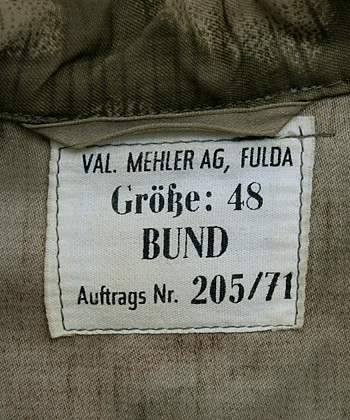 VAL. MEHLER AG, FULDA
Größe: 48
BUND
Auftrags Nr. 205/71